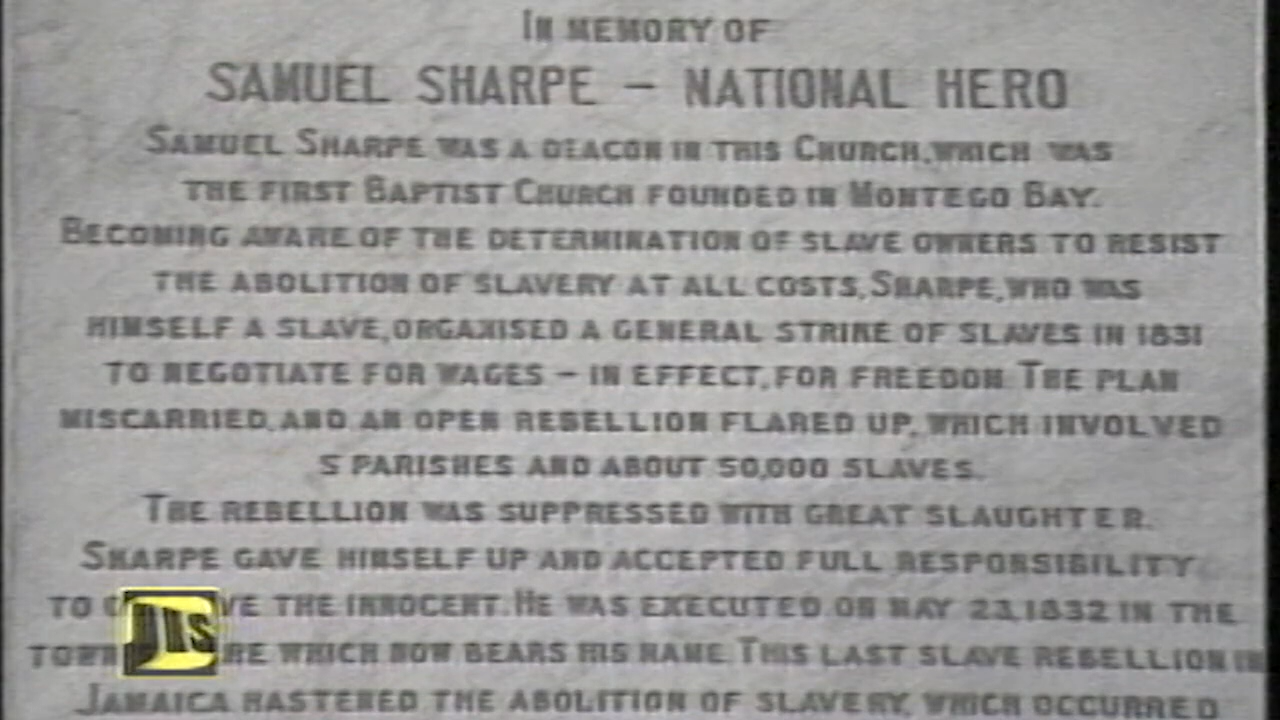 IN MEMORY OF
SAMUEL SHARPE – NATIONAL HERO
SAMUEL SHARPE WAS A DEACON IN THIS CHURCH, WHICH WAS
THE FIRST BAPTIST CHURCH FOUNDED IN MONTEGO BAY.
BECOMING AWARE OF THE DETERMINATION OF SLAVE OWNERS TO RESIST
THE ABOLITION OF SLAVERY AT ALL COSTS, SHARPE, WHO WAS
HIMSELF A SLAVE, ORGANISED A GENERAL STRIKE OF SLAVES IN 1831
TO NEGOTIATE FOR WAGES – IN EFFECT, FOR FREEDOM. THE PLAN
MISCARRIED, AND AN OPEN REBELLION FLARED UP, WHICH INVOLVED
5 PARISHES AND ABOUT 50,000 SLAVES.
THE REBELLION WAS SUPPRESSED WITH GREAT SLAUGHTER.
SHARPE GAVE HIMSELF UP AND ACCEPTED FULL RESPONSIBILITY
TO THE INNOCENT. HE WAS EXECUTED ON MAY 23, 1832 IN THE
WHICH NOW BEARS HIS NAME. THIS LAST SLAVE REBELLION IN
JIS
JAMAICA HASTENED THE ABOLITION OF SLAVERY, WHICH OCCURRED